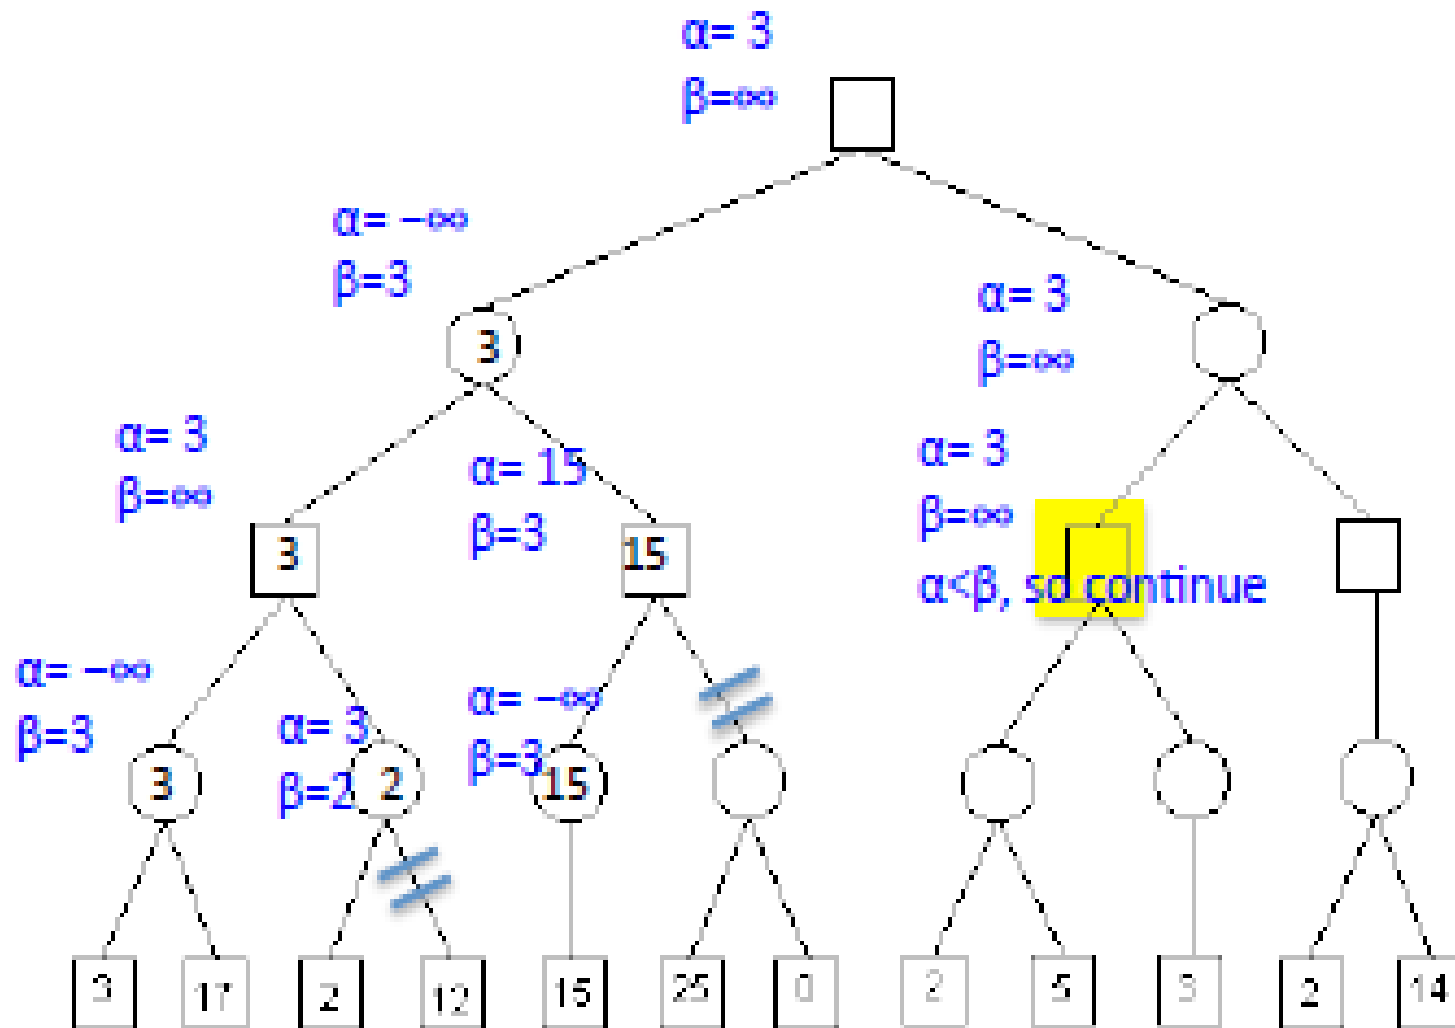 α= 3
β=∞
α= −∞
β=3
3
α= 3
β=∞
α= 3
β=∞
3
α= 15
β=3
15
α= 3
β=∞
α<β, so continue
α= −∞
β=3
3
α= 3
β=2
2
α= −∞
β=3
15
3
17
2
12
15
25
0
2
5
3
2
14